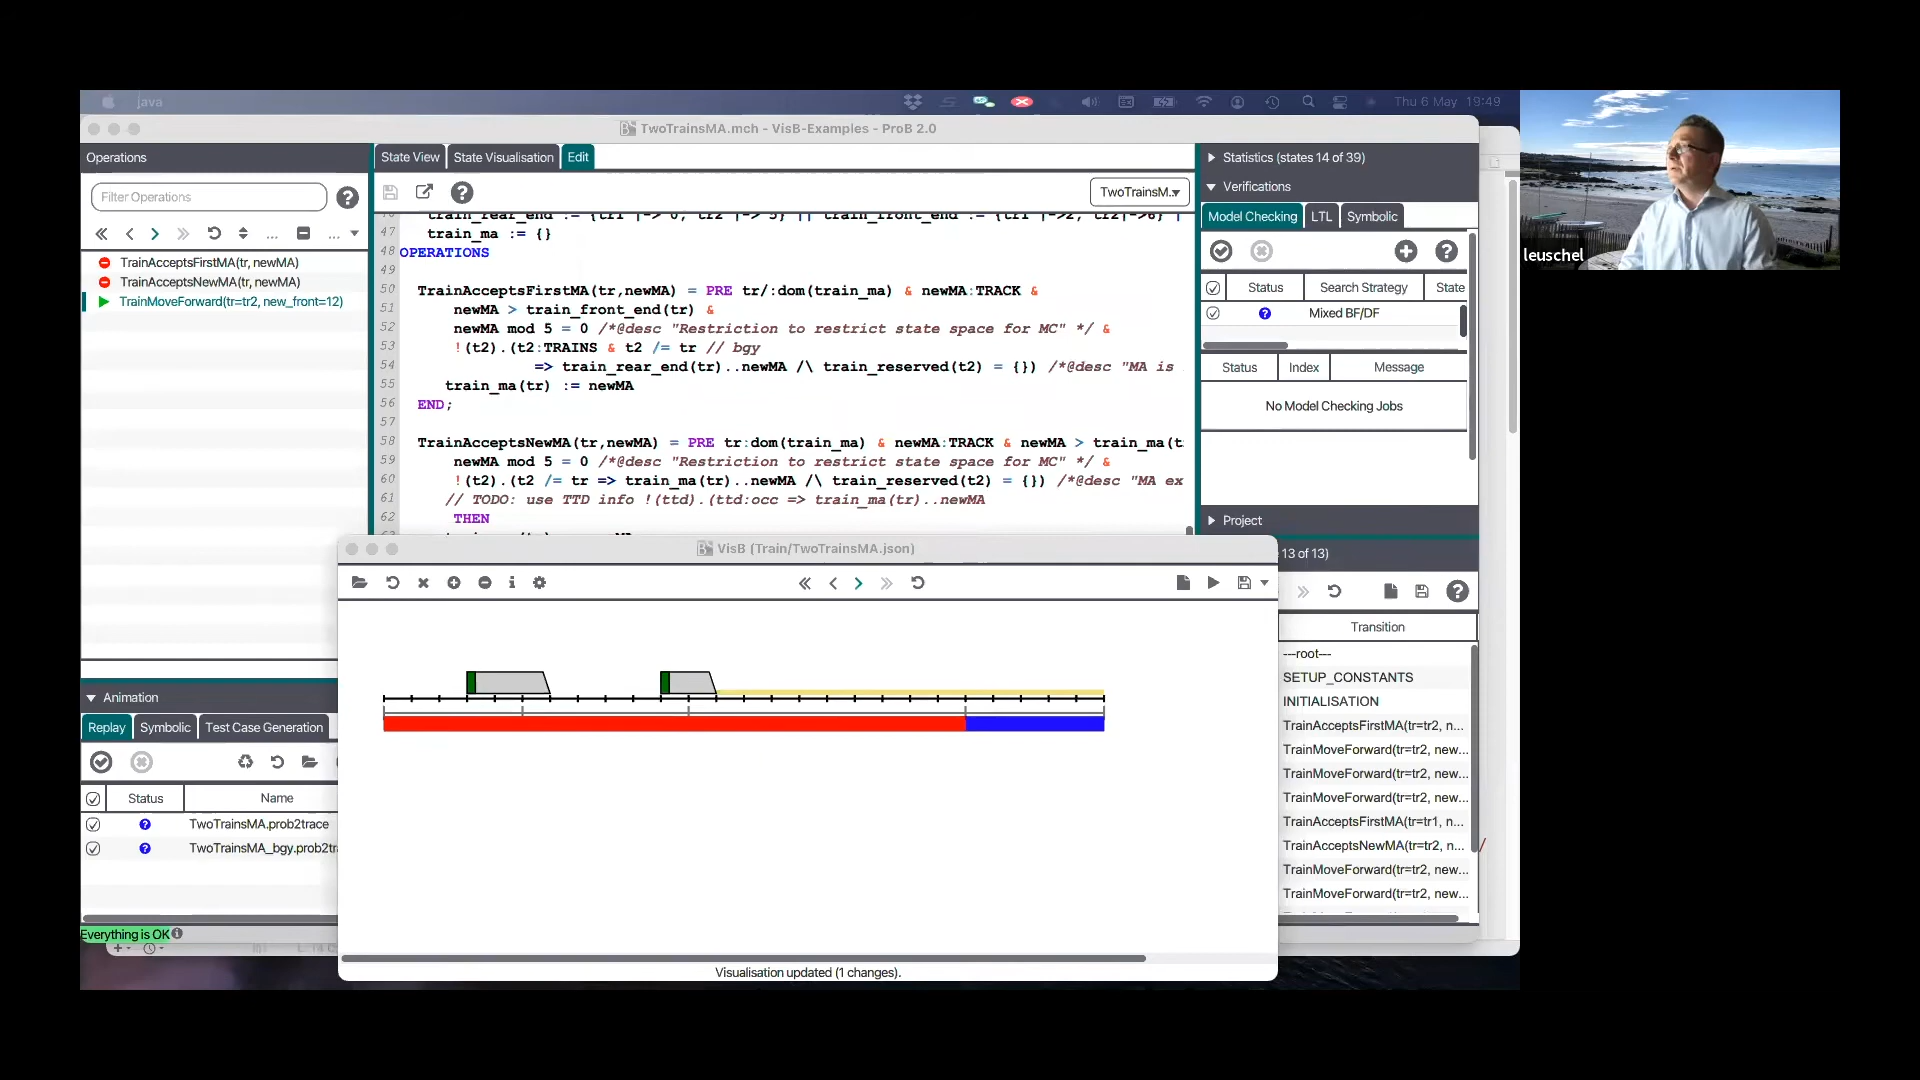 java
Thu 6 May 19:49
TwoTrainsMA.mch - VisB-Examples - ProB 2.0
Operations
Filter Operations
...
...
TrainAcceptsFirstMA(tr, newMA)
TrainAcceptsNewMA(tr, newMA)
TrainMoveForward(tr=tr2, new_front=12)
State View
State Visualisation
Edit
TwoTrainsM...
train_rear_end := {tr1 |-> 0, tr2 |-> 5} || train_front_end := {tr1 |->2, tr2|->6} |
47 train_ma := {}
48 OPERATIONS
49
50 TrainAcceptsFirstMA(tr,newMA) = PRE tr/:dom(train_ma) & newMA:TRACK &
51 newMA > train_front_end(tr) &
52 newMA mod 5 = 0 /*@desc "Restriction to restrict state space for MC" */ &
53 !(t2).(t2:TRAINS & t2 /= tr // bgy
54 => train_rear_end(tr)..newMA /\ train_reserved(t2) = {}) /*@desc "MA is
55 train_ma(tr) := newMA
56 END;
57
58 TrainAcceptsNewMA(tr,newMA) = PRE tr:dom(train_ma) & newMA:TRACK & newMA > train_ma(t
59 newMA mod 5 = 0 /*@desc "Restriction to restrict state space for MC" */ &
60 !(t2).(t2 /= tr => train_ma(tr)..newMA /\ train_reserved(t2) = {}) /*@desc "MA ex
61 // TODO: use TTD info !(ttd).(ttd:occ => train_ma(tr)..newMA
62 THEN
Statistics (states 14 of 39)
Verifications
Model Checking
LTL
Symbolic
Status
Search Strategy
State
Mixed BF/DF
Status
Index
Message
No Model Checking Jobs
Project
13 of 13)
Transition
---root---
SETUP_CONSTANTS
INITIALISATION
TrainAcceptsFirstMA(tr=tr2, n...
TrainMoveForward(tr=tr2, new...
TrainMoveForward(tr=tr2, new...
TrainMoveForward(tr=tr2, new...
TrainAcceptsFirstMA(tr=tr1, n...
TrainAcceptsNewMA(tr=tr2, n...
TrainMoveForward(tr=tr2, new...
TrainMoveForward(tr=tr2, new...
VisB (Train/TwoTrainsMA.json)
Visualisation updated (1 changes).
Animation
Replay
Symbolic
Test Case Generation
Status
Name
TwoTrainsMA.prob2trace
TwoTrainsMA_bgy.prob2tr
Everything is OK
leuschel